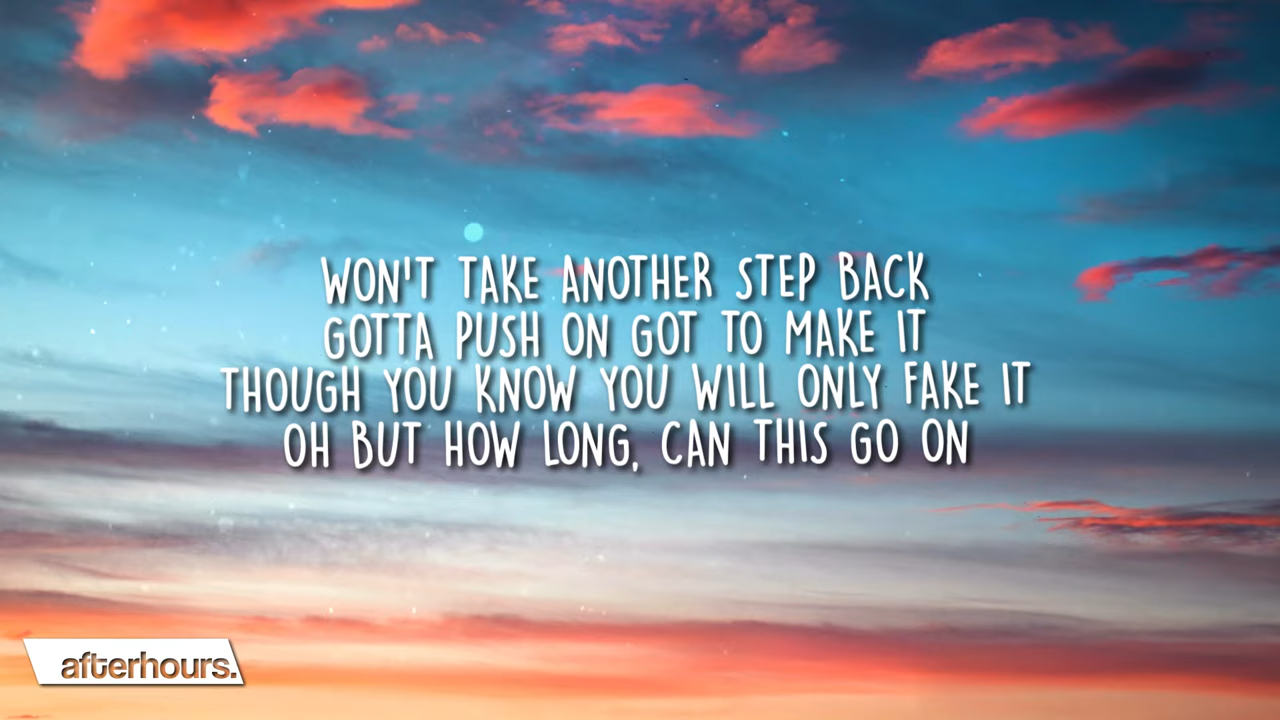 WON'T TAKE ANOTHER STEP BACK
GOTTA PUSH ON GOT TO MAKE IT
THOUGH YOU KNOW YOU WILL ONLY FAKE IT
OH BUT HOW LONG, CAN THIS GO ON
afterhours.